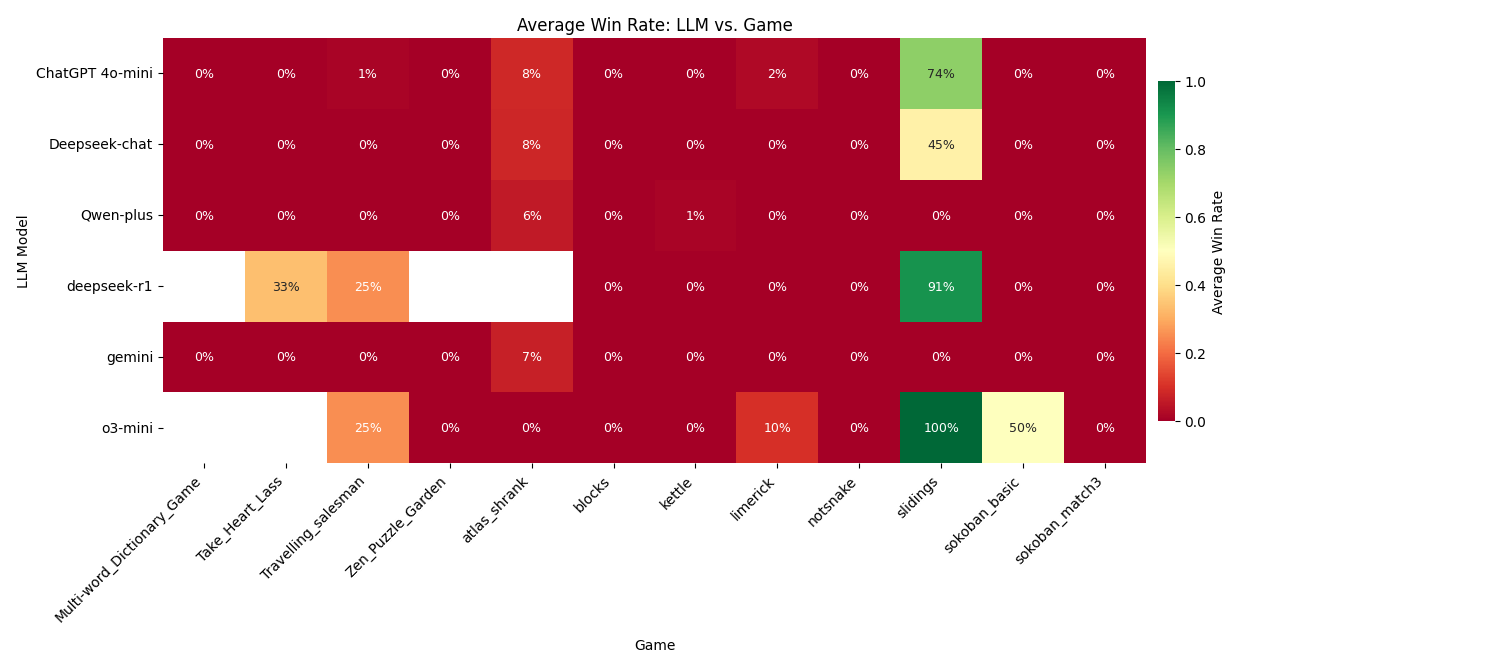 Average Win Rate: LLM vs. Game
LLM Model
ChatGPT 4o-mini 0% 0% 1% 0% 8% 0% 0% 2% 0% 74% 0% 0%
Deepseek-chat 0% 0% 0% 0% 8% 0% 0% 0% 0% 45% 0% 0%
Qwen-plus 0% 0% 0% 0% 6% 0% 1% 0% 0% 0% 0% 0%
deepseek-r1 33% 25% 0% 0% 0% 0% 91% 0% 0%
gemini 0% 0% 0% 0% 7% 0% 0% 0% 0% 0% 0% 0%
o3-mini 25% 0% 0% 0% 0% 10% 0% 100% 50% 0%
Multi-word_Dictionary_Game
Take_Heart_Lass
Travelling_salesman
Zen_Puzzle_Garden
atlas_shrank
blocks
kettle
limerick
notsnake
slidings
sokoban_basic
sokoban_match3
Game
1.0
0.8
0.6
0.4
0.2
0.0
Average Win Rate